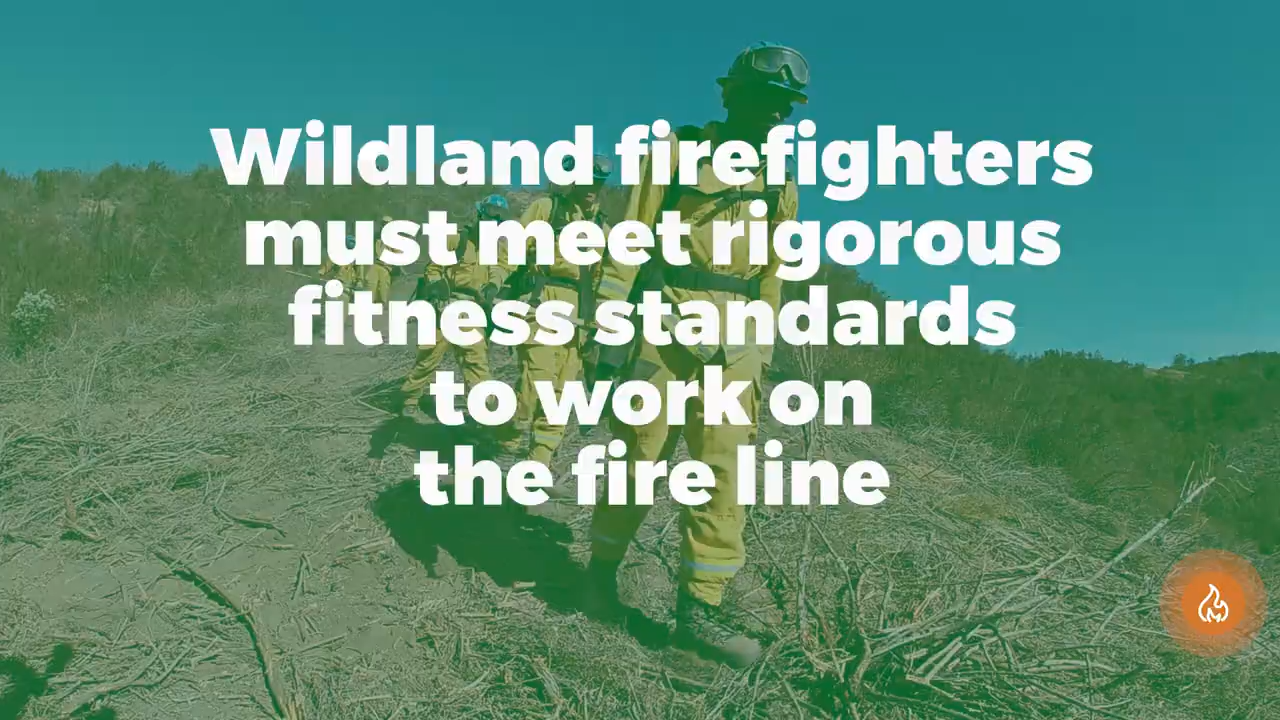 Wildland firefighters
must meet rigorous
fitness standards
to work on
the fire line